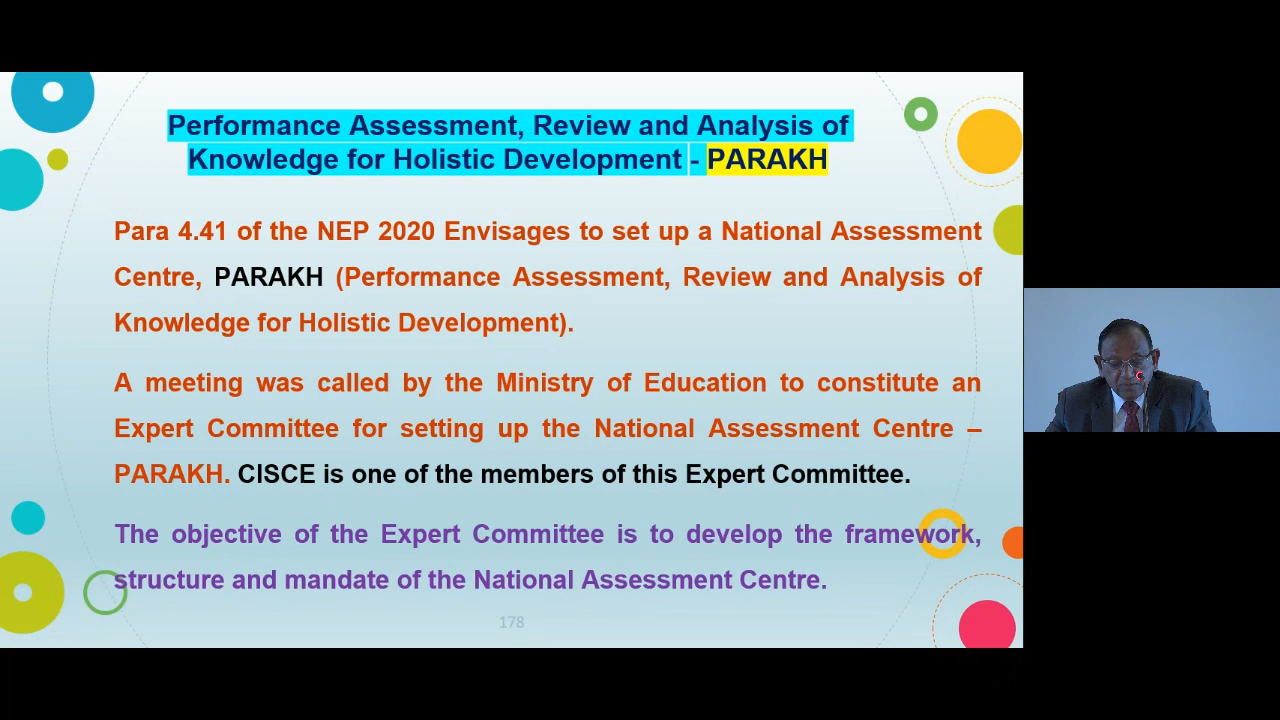 Performance Assessment, Review and Analysis of
Knowledge for Holistic Development - PARAKH
Para 4.41 of the NEP 2020 Envisages to set up a National Assessment
Centre, PARAKH (Performance Assessment, Review and Analysis of
Knowledge for Holistic Development).
A meeting was called by the Ministry of Education to constitute an
Expert Committee for setting up the National Assessment Centre –
PARAKH. CISCE is one of the members of this Expert Committee.
The objective of the Expert Committee is to develop the framework,
structure and mandate of the National Assessment Centre.
178